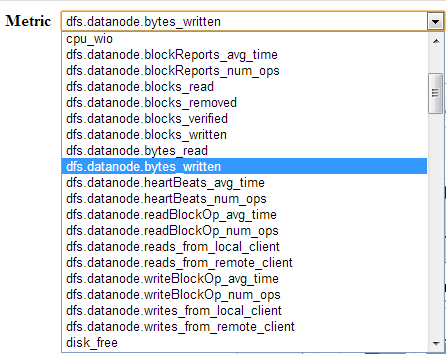 Metric dfs.datanode.bytes_written
cpu_wio
dfs.datanode.blockReports_avg_time
dfs.datanode.blockReports_num_ops
dfs.datanode.blocks_read
dfs.datanode.blocks_removed
dfs.datanode.blocks_verified
dfs.datanode.blocks_written
dfs.datanode.bytes_read
dfs.datanode.bytes_written
dfs.datanode.heartBeats_avg_time
dfs.datanode.heartBeats_num_ops
dfs.datanode.readBlockOp_avg_time
dfs.datanode.readBlockOp_num_ops
dfs.datanode.reads_from_local_client
dfs.datanode.reads_from_remote_client
dfs.datanode.writeBlockOp_avg_time
dfs.datanode.writeBlockOp_num_ops
dfs.datanode.writes_from_local_client
dfs.datanode.writes_from_remote_client
disk_free